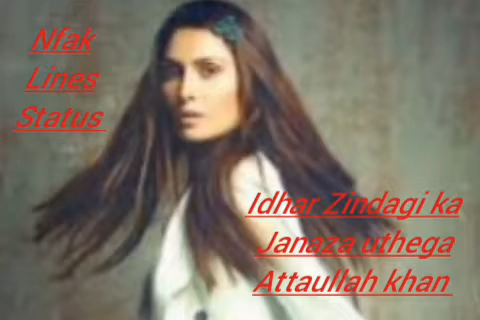 Nfak
Lines
Status
Idhar Zindagi ka
Janaza uthega
Attaullah khan